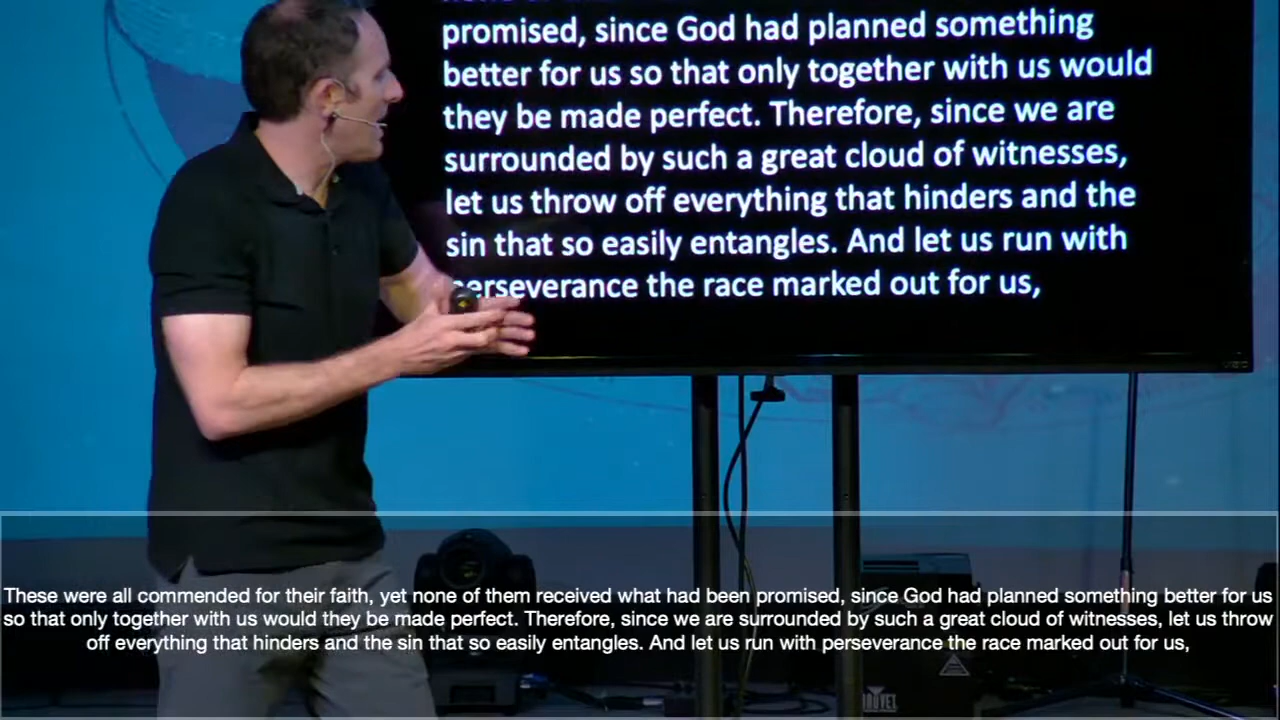 promised, since God had planned something
better for us so that only together with us would
they be made perfect. Therefore, since we are
surrounded by such a great cloud of witnesses,
let us throw off everything that hinders and the
sin that so easily entangles. And let us run with
perseverance the race marked out for us,
VIZIO
These were all commended for their faith, yet none of them received what had been promised, since God had planned something better for us
so that only together with us would they be made perfect. Therefore, since we are surrounded by such a great cloud of witnesses, let us throw
off everything that hinders and the sin that so easily entangles. And let us run with perseverance the race marked out for us,